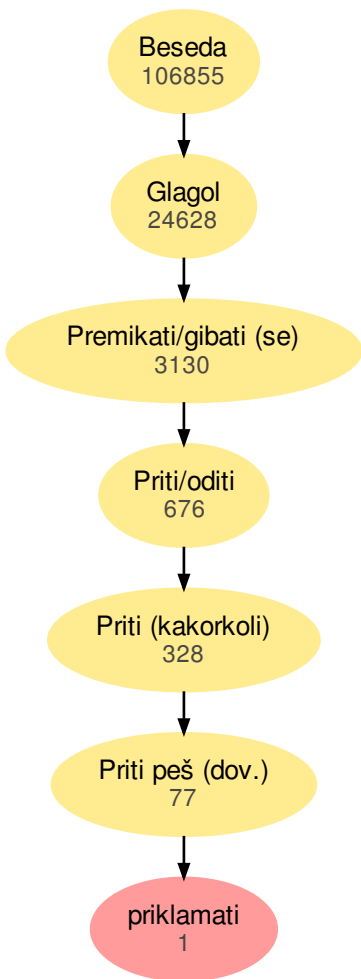 Beseda
106855
Glagol
24628
Premikati/gibati (se)
3130
Priti/oditi
676
Priti (kakorkoli)
328
Priti peš (dov.)
77
priklamati
1